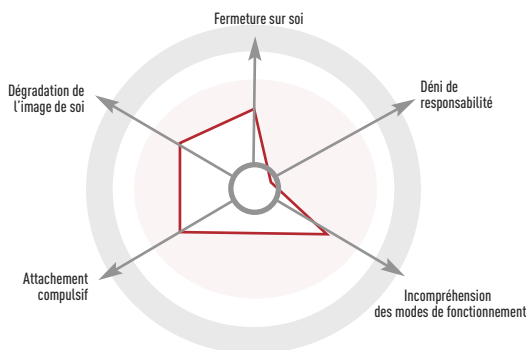 Fermeture sur soi
Déni de
responsabilité
Dégradation de
l'image de soi
Attachement
compulsif
Incompréhension
des modes de fonctionnement